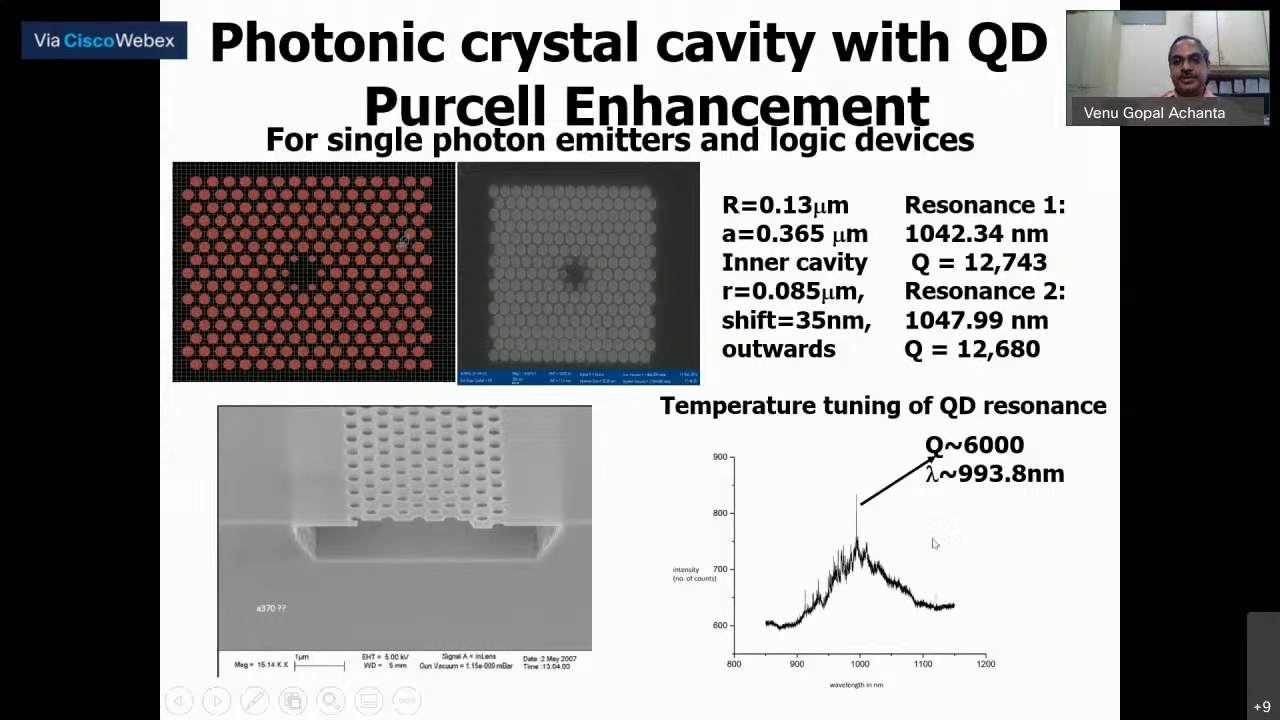 Via Cisco Webex
Photonic crystal cavity with QD
Purcell Enhancement
For single photon emitters and logic devices
Venu Gopal Achanta
R=0.13μm
a=0.365 μm
Inner cavity
r=0.085μm,
shift=35nm,
outwards
Resonance 1:
1042.34 nm
Q = 12,743
Resonance 2:
1047.99 nm
Q = 12,680
Temperature tuning of QD resonance
Q~6000
λ~993.8nm
900
800
700
600
intensity
(no. of counts)
800 900 1000 1100 1200
wavelength in nm
a370 ??
Mag = 15.14 K X
1µm
EHT = 5.00 kV
WD = 5 mm
Signal A = InLens
Gun Vacuum = 1.15e-009 mBar
Date :2 May 2007
Time :13:04:00
+9